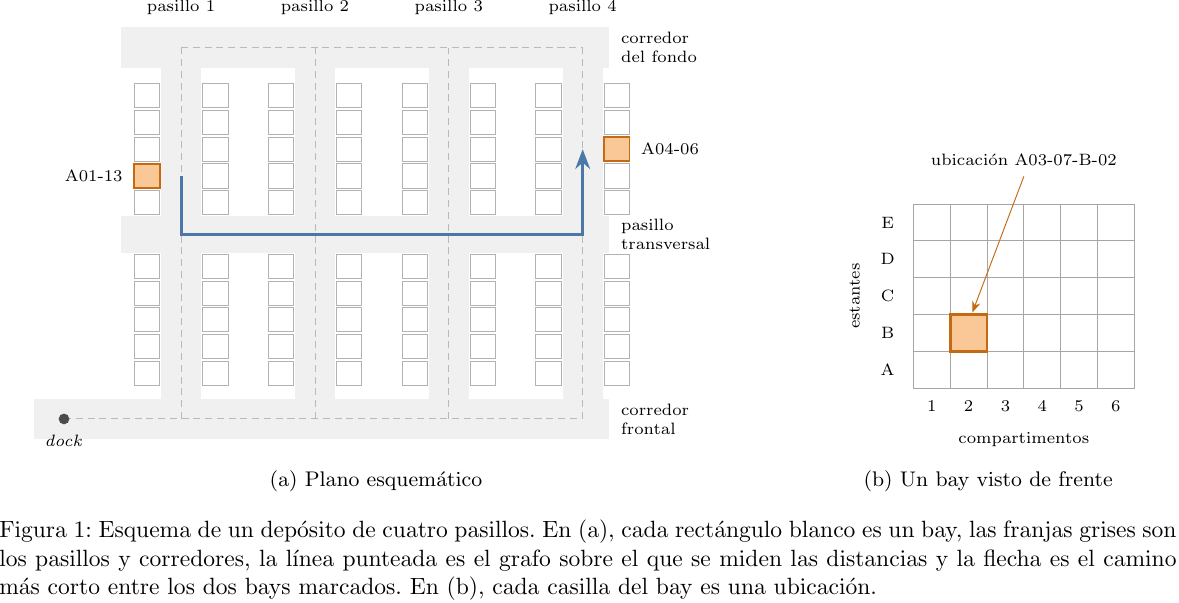 pasillo 1
pasillo 2
pasillo 3
pasillo 4
corredor
del fondo
A01-13
A04-06
pasillo
transversal
corredor
frontal
dock
(a) Plano esquemático
ubicación A03-07-B-02
estantes
E
D
C
B
A
1 2 3 4 5 6
compartimentos
(b) Un bay visto de frente
Figura 1: Esquema de un depósito de cuatro pasillos. En (a), cada rectángulo blanco es un bay, las franjas grises son
los pasillos y corredores, la línea punteada es el grafo sobre el que se miden las distancias y la flecha es el camino
más corto entre los dos bays marcados. En (b), cada casilla del bay es una ubicación.